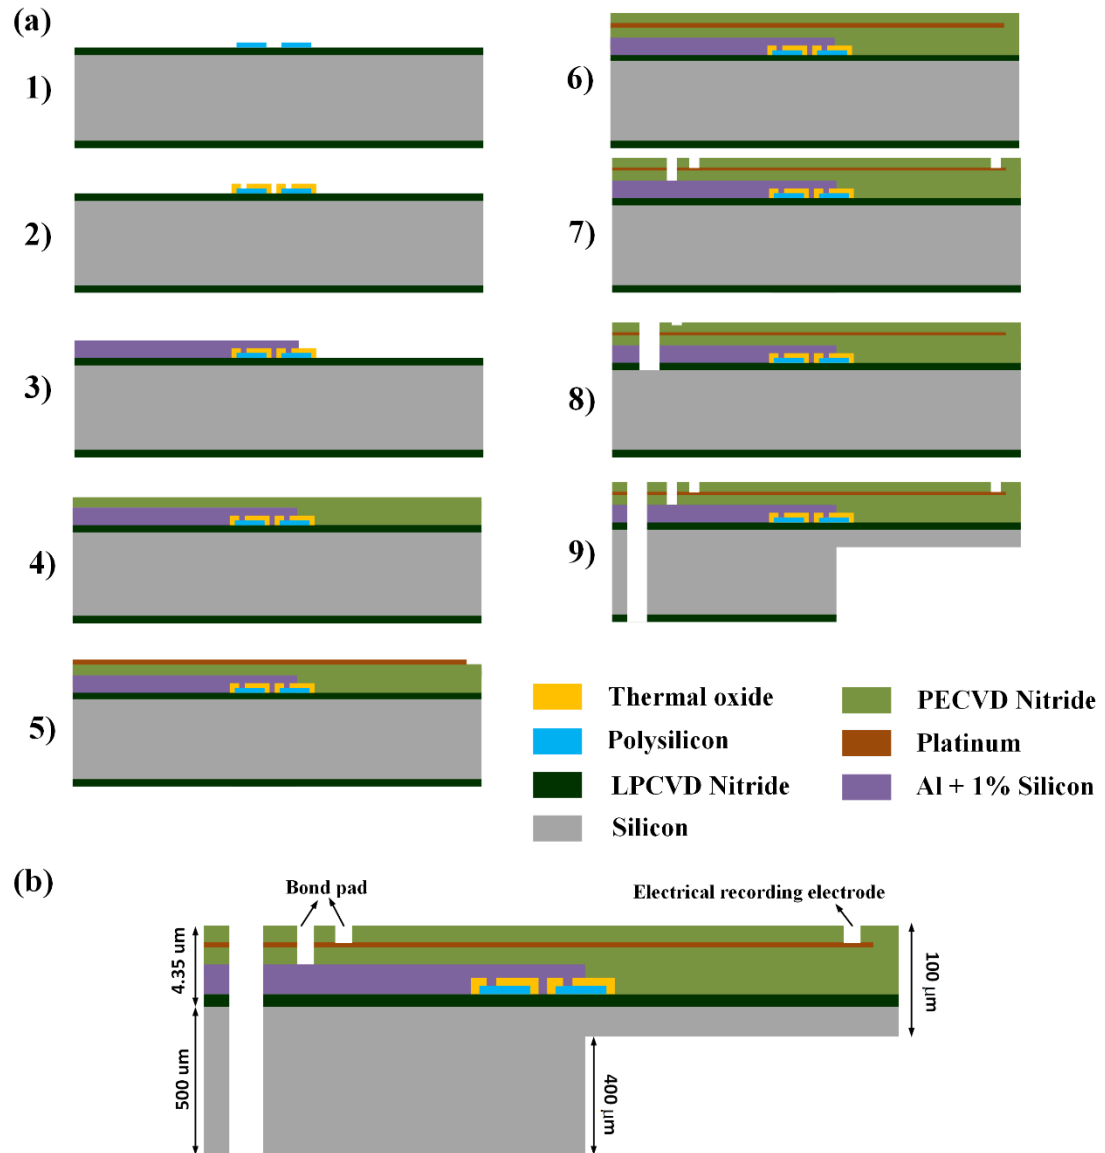 (a)
1)
2)
3)
4)
5)
6)
7)
8)
9)
Thermal oxide
Polysilicon
LPCVD Nitride
Silicon
PECVD Nitride
Platinum
Al + 1% Silicon
(b)
Bond pad
Electrical recording electrode
4.35 um
500 um
400 μm
100 μm